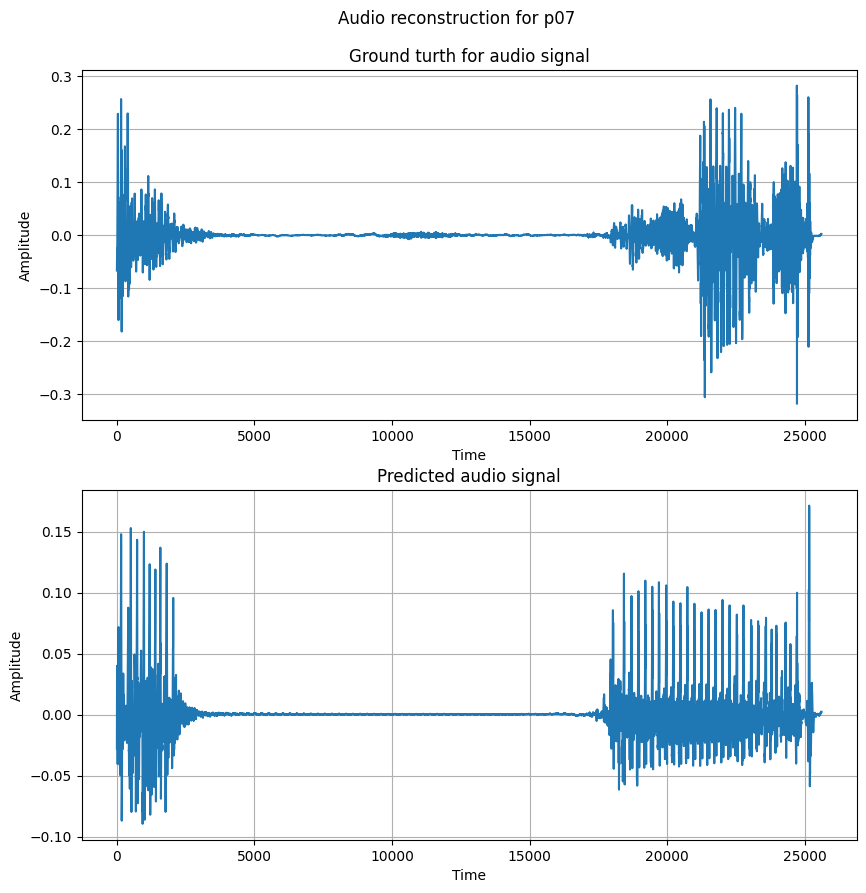 Audio reconstruction for p07
Ground turth for audio signal
0.3
0.2
0.1
0.0
−0.1
−0.2
−0.3
Amplitude
0 5000 10000 15000 20000 25000
Time
Predicted audio signal
0.15
0.10
0.05
0.00
−0.05
−0.10
Amplitude
0 5000 10000 15000 20000 25000
Time